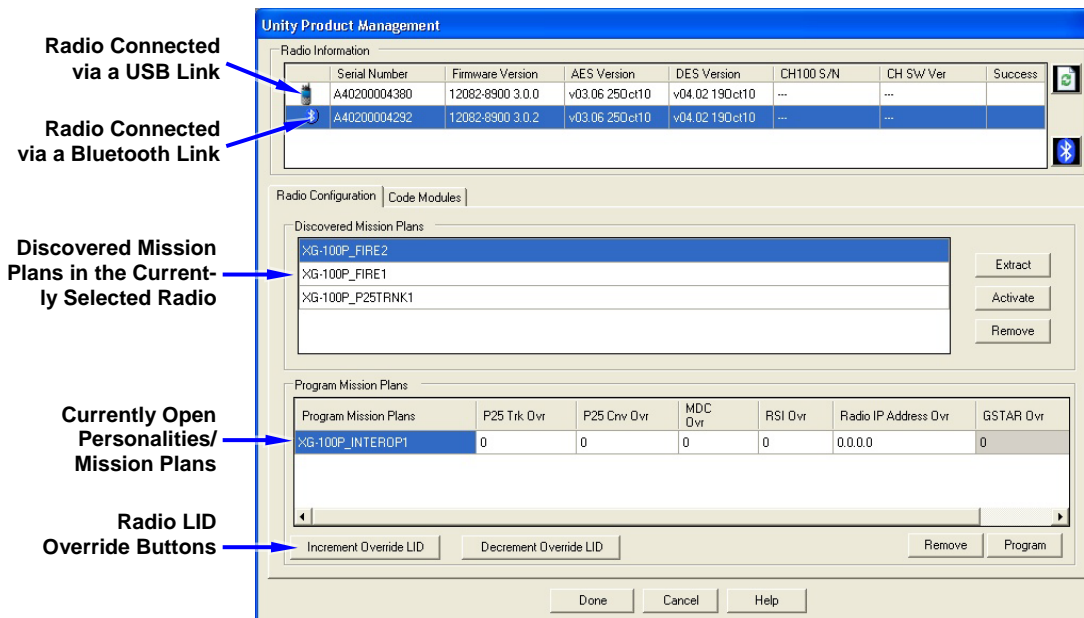 Unity Product Management
Radio Connected
via a USB Link
Radio Connected
via a Bluetooth Link
Radio Information
Serial Number Firmware Version AES Version DES Version CH100 S/N CH SW Ver Success
A40200004380 12082-8900 3.0.0 v03.06 25Oct10 v04.02 19Oct10 --- ---
A40200004292 12082-8900 3.0.2 v03.06 25Oct10 v04.02 19Oct10 --- ---
Radio Configuration Code Modules
Discovered Mission
Plans in the Current-
ly Selected Radio
Discovered Mission Plans
XG-100P_FIRE2
XG-100P_FIRE1
XG-100P_P25TRNK1
Extract
Activate
Remove
Currently Open
Personalities/
Mission Plans
Program Mission Plans
Program Mission Plans P25 Trk Ovr P25 Cnv Ovr MDC Ovr RSI Ovr Radio IP Address Ovr GSTAR Ovr
XG-100P_INTEROP1 0 0 0 0 0.0.0.0 0
Radio LID
Override Buttons
Increment Override LID Decrement Override LID Remove Program
Done Cancel Help